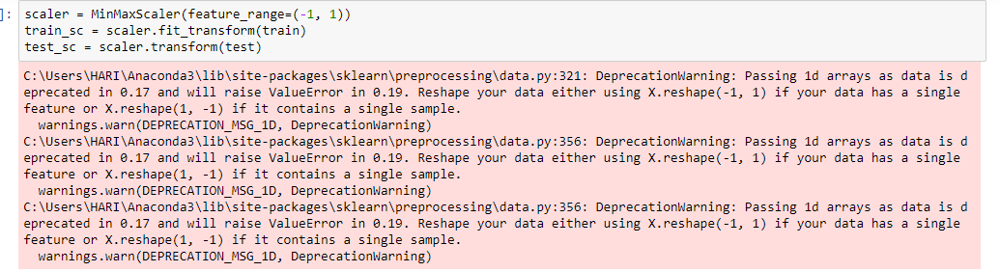 ]: scaler = MinMaxScaler(feature_range=(-1, 1))
train_sc = scaler.fit_transform(train)
test_sc = scaler.transform(test)
C:\Users\HARI\Anaconda3\lib\site-packages\sklearn\preprocessing\data.py:321: DeprecationWarning: Passing 1d arrays as data is d
eprecated in 0.17 and will raise ValueError in 0.19. Reshape your data either using X.reshape(-1, 1) if your data has a single
feature or X.reshape(1, -1) if it contains a single sample.
  warnings.warn(DEPRECATION_MSG_1D, DeprecationWarning)
C:\Users\HARI\Anaconda3\lib\site-packages\sklearn\preprocessing\data.py:356: DeprecationWarning: Passing 1d arrays as data is d
eprecated in 0.17 and will raise ValueError in 0.19. Reshape your data either using X.reshape(-1, 1) if your data has a single
feature or X.reshape(1, -1) if it contains a single sample.
  warnings.warn(DEPRECATION_MSG_1D, DeprecationWarning)
C:\Users\HARI\Anaconda3\lib\site-packages\sklearn\preprocessing\data.py:356: DeprecationWarning: Passing 1d arrays as data is d
eprecated in 0.17 and will raise ValueError in 0.19. Reshape your data either using X.reshape(-1, 1) if your data has a single
feature or X.reshape(1, -1) if it contains a single sample.
  warnings.warn(DEPRECATION_MSG_1D, DeprecationWarning)